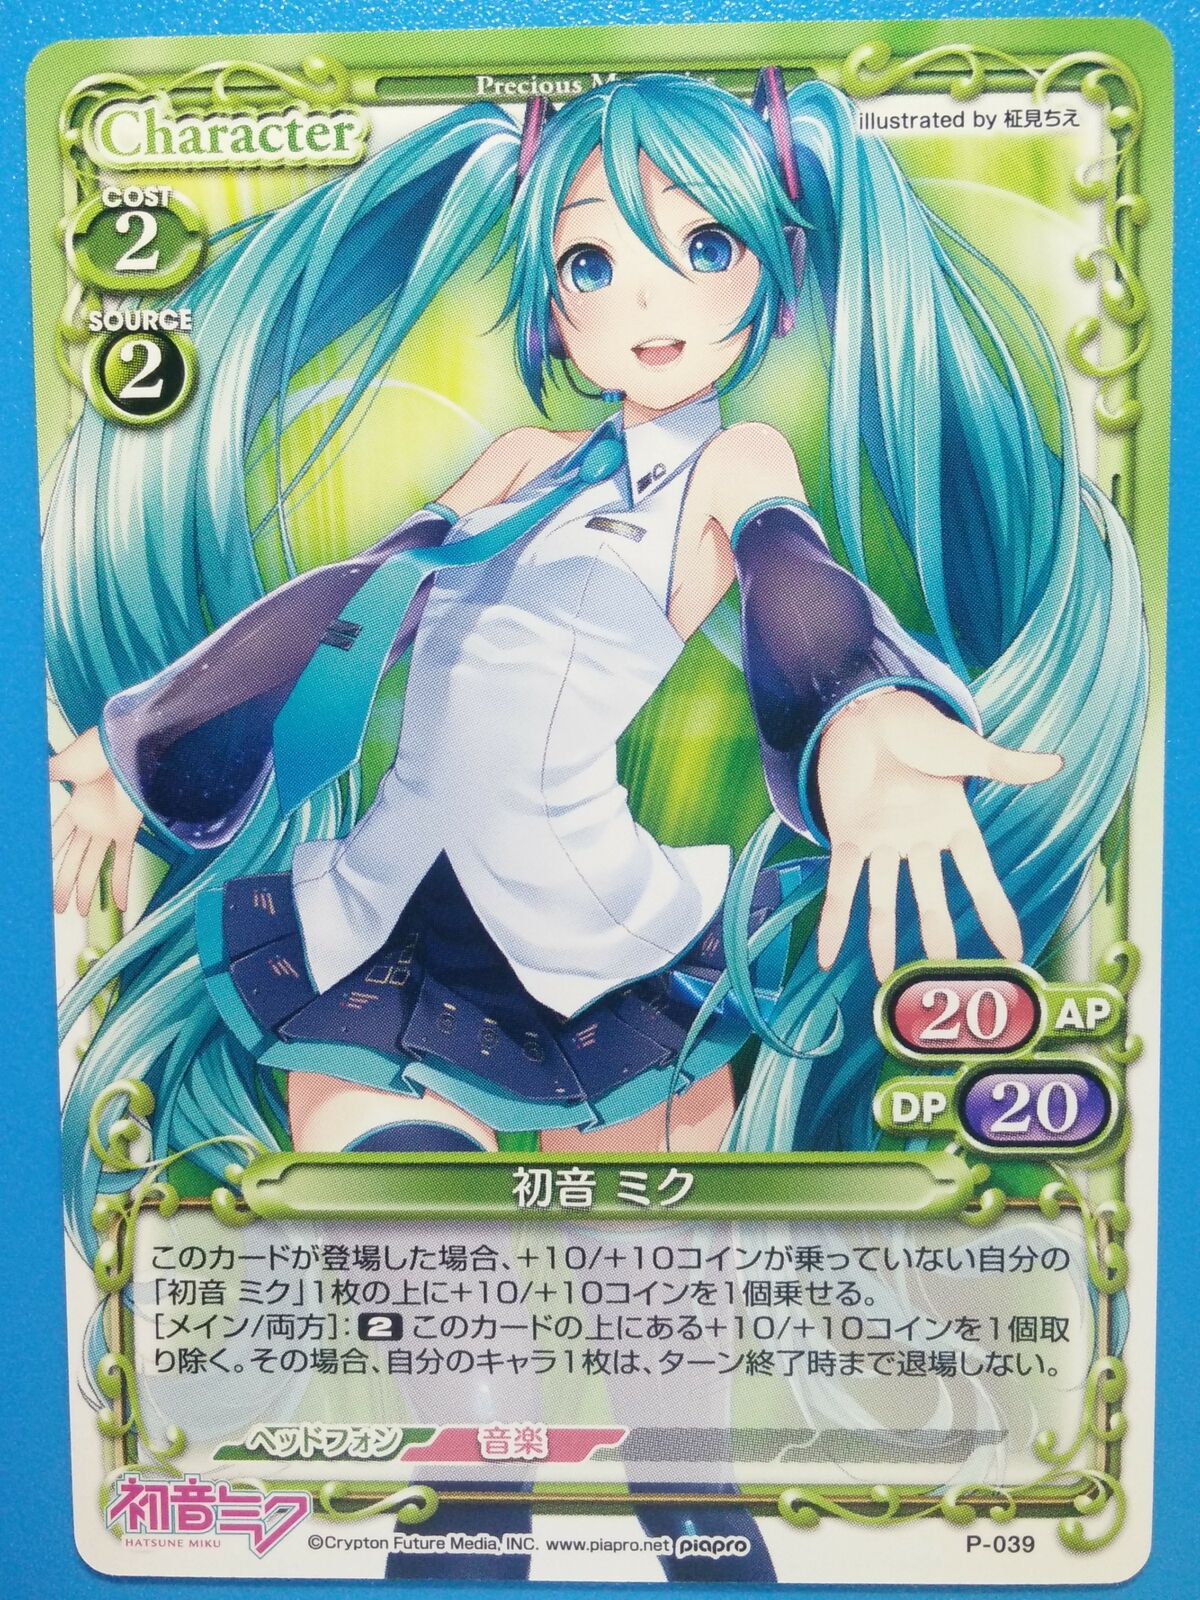 Precious
Character
illustrated by 柾見ちえ
COST
2
SOURCE
2
20 AP
DP 20
初音 ミク
このカードが登場した場合、+10/+10コインが乗っていない自分の
「初音 ミク」1枚の上に+10/+10コインを1個乗せる。
[メイン/両方]:2このカードの上にある+10/+10コインを1個取
り除く。その場合、自分のキャラ1枚は、ターン終了時まで退場しない。
ヘッドフォン 音楽
初音ミク
HATSUNE MIKU
©Crypton Future Media, INC. www.piapro.net piapro
P-039